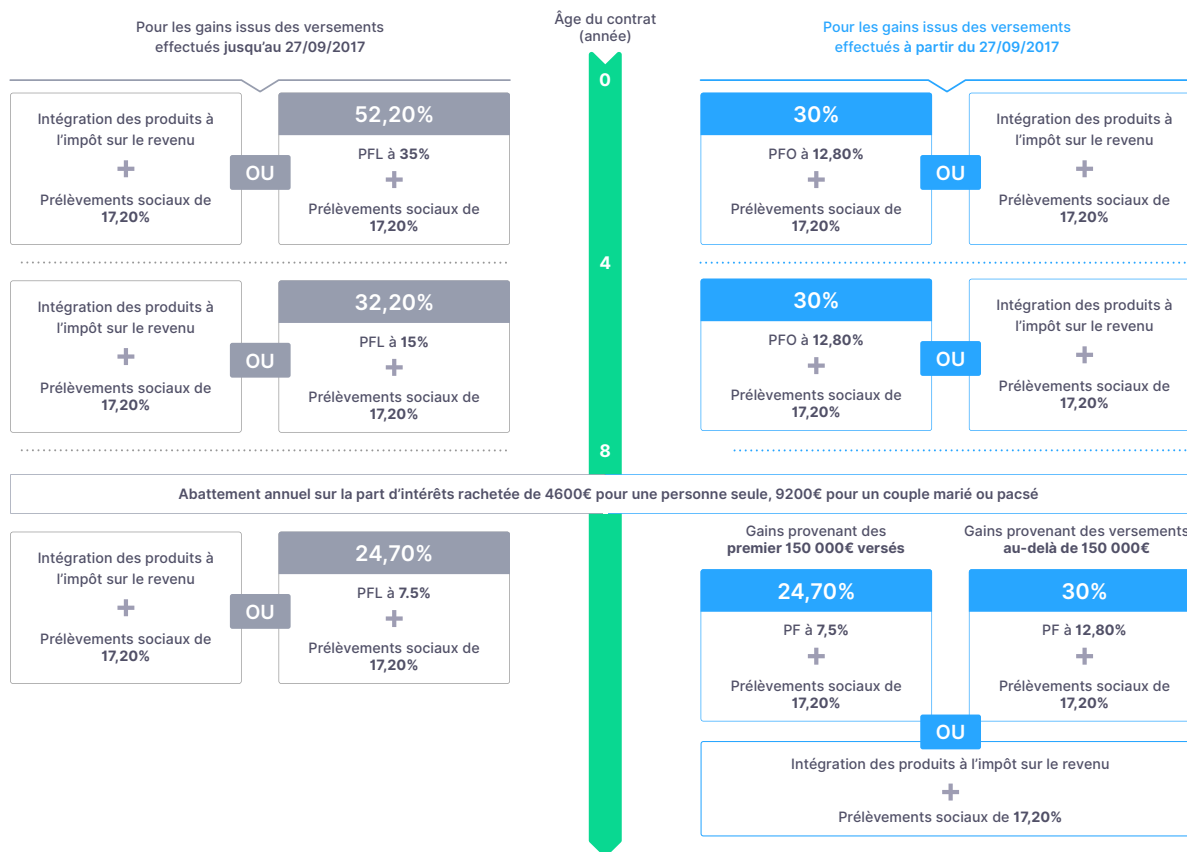 Pour les gains issus des versements
effectués jusqu'au 27/09/2017
Âge du contrat
(année)
Pour les gains issus des versements
effectués à partir du 27/09/2017
0
Intégration des produits à
l'impôt sur le revenu
+
Prélèvements sociaux de
17,20%
OU
52,20%
PFL à 35%
+
Prélèvements sociaux de
17,20%
30%
PFO à 12,80%
+
Prélèvements sociaux de
17,20%
OU
Intégration des produits à
l'impôt sur le revenu
+
Prélèvements sociaux de
17,20%
4
Intégration des produits à
l'impôt sur le revenu
+
Prélèvements sociaux de
17,20%
OU
32,20%
PFL à 15%
+
Prélèvements sociaux de
17,20%
30%
PFO à 12,80%
+
Prélèvements sociaux de
17,20%
OU
Intégration des produits à
l'impôt sur le revenu
+
Prélèvements sociaux de
17,20%
8
Abattement annuel sur la part d'intérêts rachetée de 4600€ pour une personne seule, 9200€ pour un couple marié ou pacsé
Intégration des produits à
l'impôt sur le revenu
+
Prélèvements sociaux de
17,20%
OU
24,70%
PFL à 7.5%
+
Prélèvements sociaux de
17,20%
Gains provenant des
premier 150 000€ versés
24,70%
PF à 7,5%
+
Prélèvements sociaux de
17,20%
Gains provenant des versements
au-delà de 150 000€
30%
PF à 12,80%
+
Prélèvements sociaux de
17,20%
OU
Intégration des produits à l'impôt sur le revenu
+
Prélèvements sociaux de 17,20%